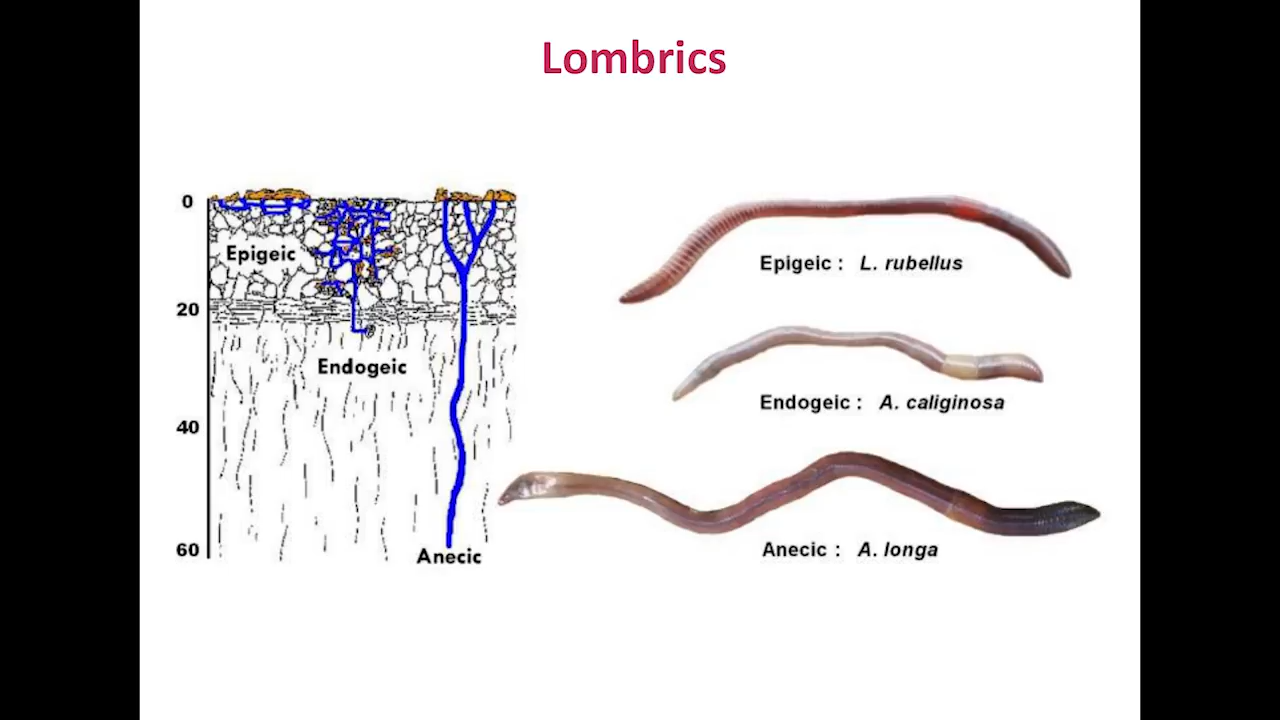 Lombrics
0
Epigeic
20
Endogeic
40
60
Anecic
Epigeic : L. rubellus
Endogeic : A. caliginosa
Anecic : A. longa